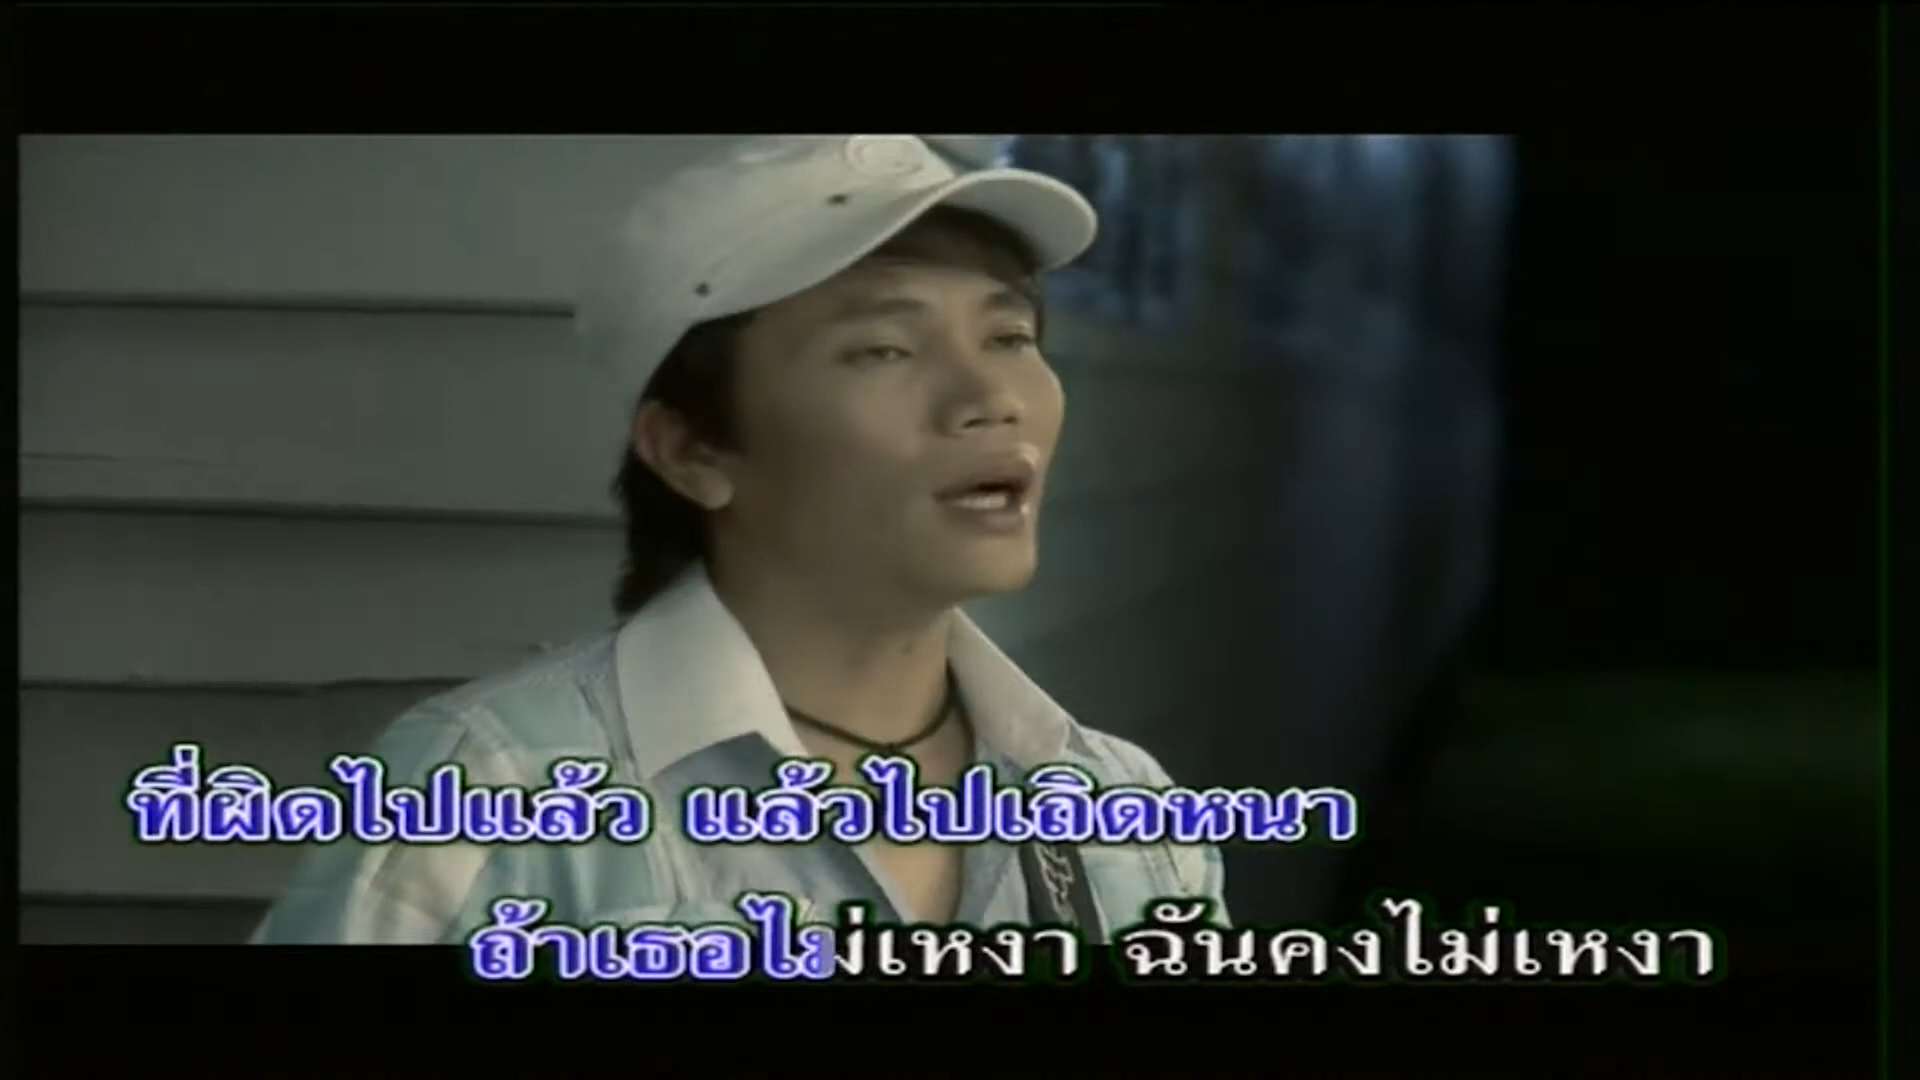 ที่ผิดไปแล้ว แล้วไปเถิดหนา
ถ้าเธอไม่เหงา ฉันคงไม่เหงา